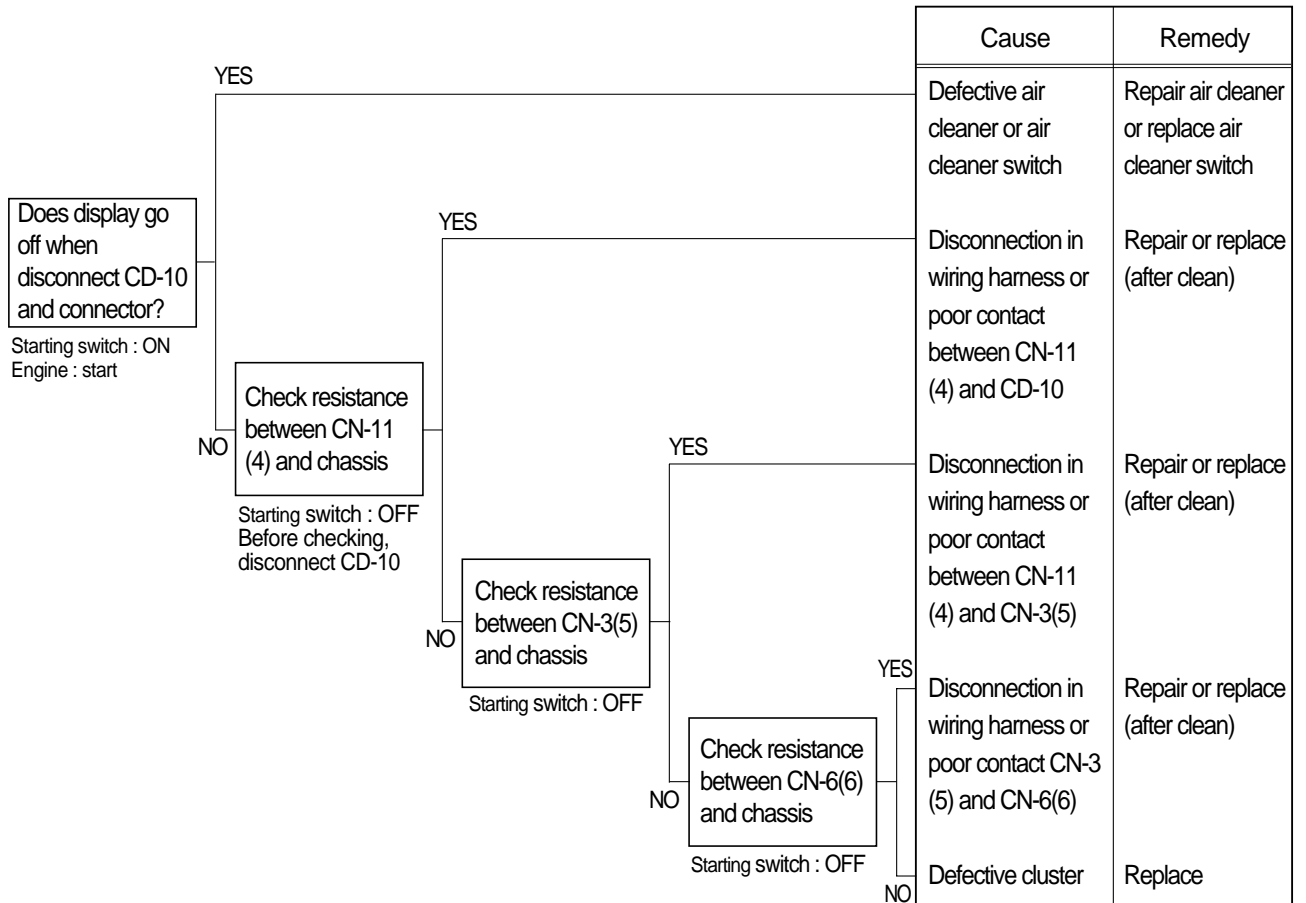 Cause
Remedy
YES
Defective air
cleaner or air
cleaner switch
Repair air cleaner
or replace air
cleaner switch
Does display go
off when
disconnect CD-10
and connector?
Starting switch : ON
Engine : start
YES
Disconnection in
wiring harness or
poor contact
between CN-11
(4) and CD-10
Repair or replace
(after clean)
NO
Check resistance
between CN-11
(4) and chassis
Starting switch : OFF
Before checking,
disconnect CD-10
YES
Disconnection in
wiring harness or
poor contact
between CN-11
(4) and CN-3(5)
Repair or replace
(after clean)
NO
Check resistance
between CN-3(5)
and chassis
Starting switch : OFF
YES
Disconnection in
wiring harness or
poor contact CN-3
(5) and CN-6(6)
Repair or replace
(after clean)
NO
Check resistance
between CN-6(6)
and chassis
Starting switch : OFF
NO
Defective cluster
Replace